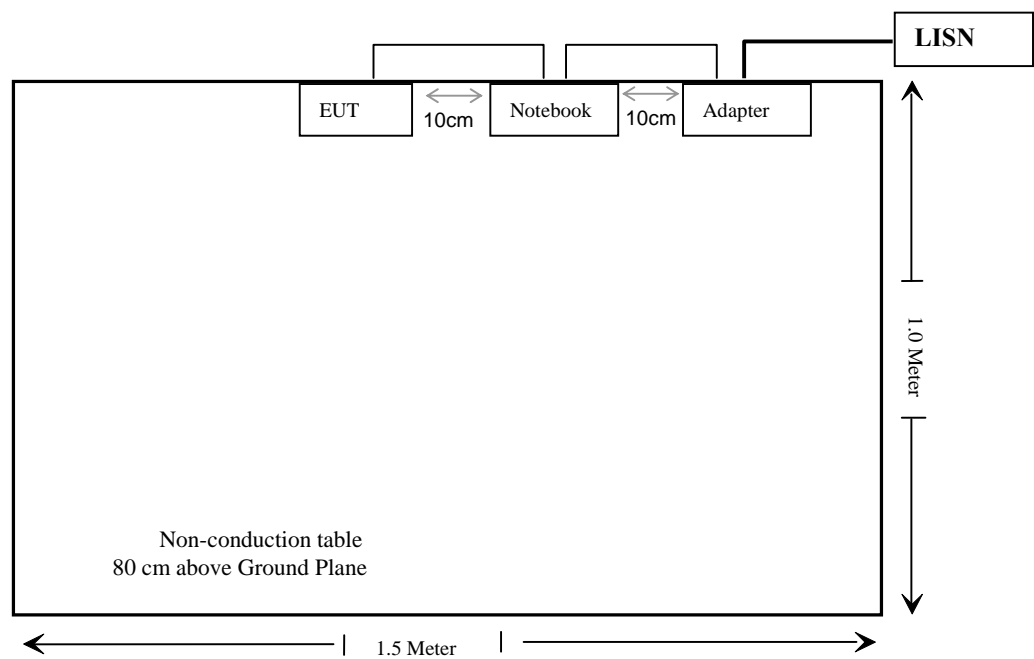 LISN
EUT
10cm
Notebook
10cm
Adapter
1.0 Meter
Non-conduction table
80 cm above Ground Plane
1.5 Meter